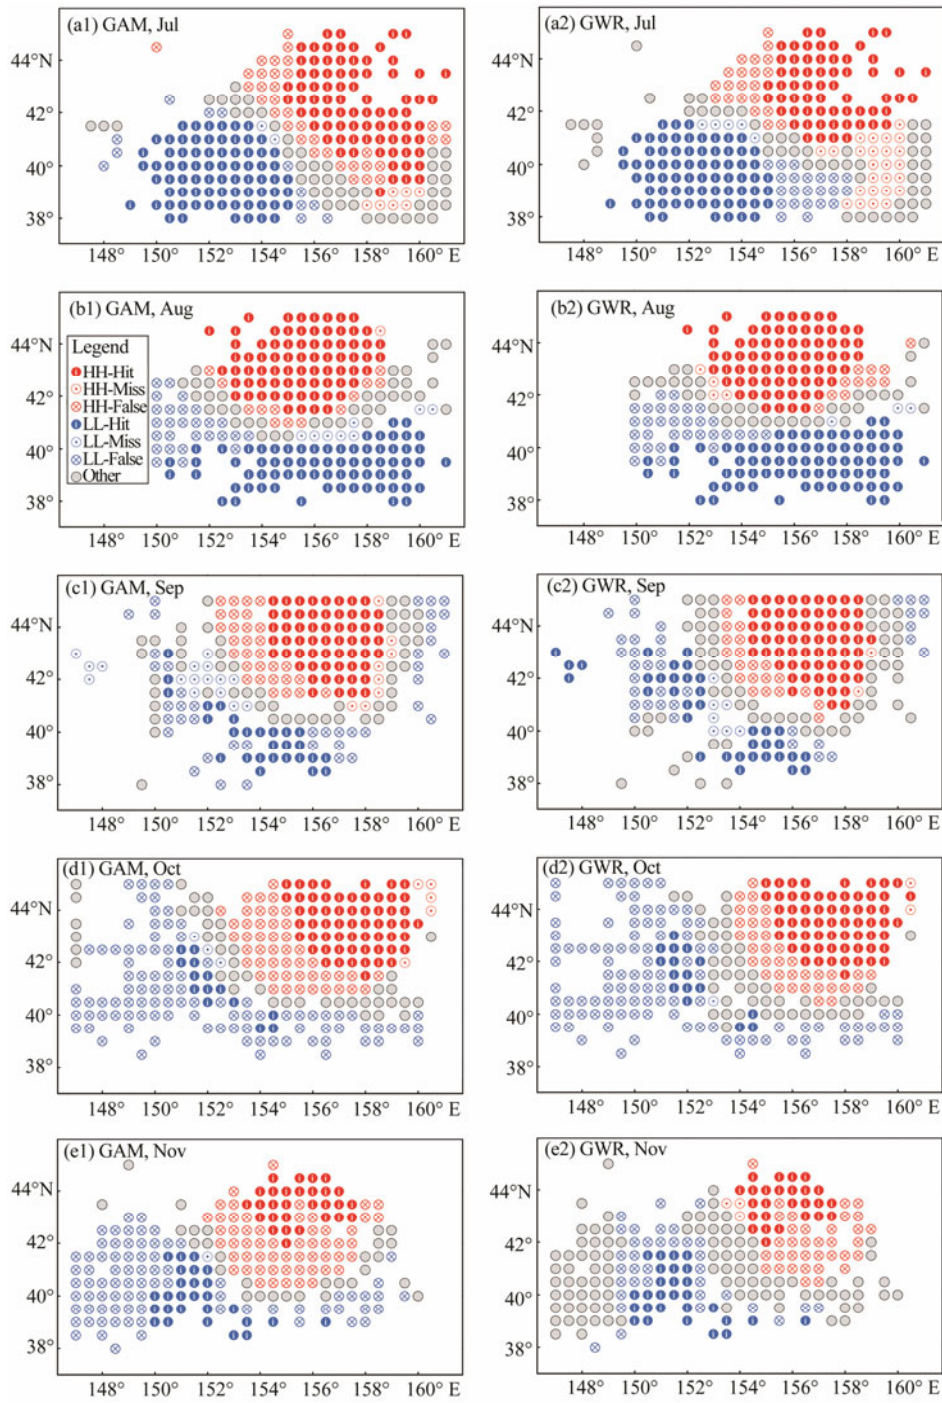 (a1) GAM, Jul
44°N
42°
40°
38°
148° 150° 152° 154° 156° 158° 160° E
(a2) GWR, Jul
44°N
42°
40°
38°
148° 150° 152° 154° 156° 158° 160° E
(b1) GAM, Aug
44°N
42°
40°
38°
Legend
HH-Hit
HH-Miss
HH-False
LL-Hit
LL-Miss
LL-False
Other
148° 150° 152° 154° 156° 158° 160° E
(b2) GWR, Aug
44°N
42°
40°
38°
148° 150° 152° 154° 156° 158° 160° E
(c1) GAM, Sep
44°N
42°
40°
38°
148° 150° 152° 154° 156° 158° 160° E
(c2) GWR, Sep
44°N
42°
40°
38°
148° 150° 152° 154° 156° 158° 160° E
(d1) GAM, Oct
44°N
42°
40°
38°
148° 150° 152° 154° 156° 158° 160° E
(d2) GWR, Oct
44°N
42°
40°
38°
148° 150° 152° 154° 156° 158° 160° E
(e1) GAM, Nov
44°N
42°
40°
38°
148° 150° 152° 154° 156° 158° 160° E
(e2) GWR, Nov
44°N
42°
40°
38°
148° 150° 152° 154° 156° 158° 160° E